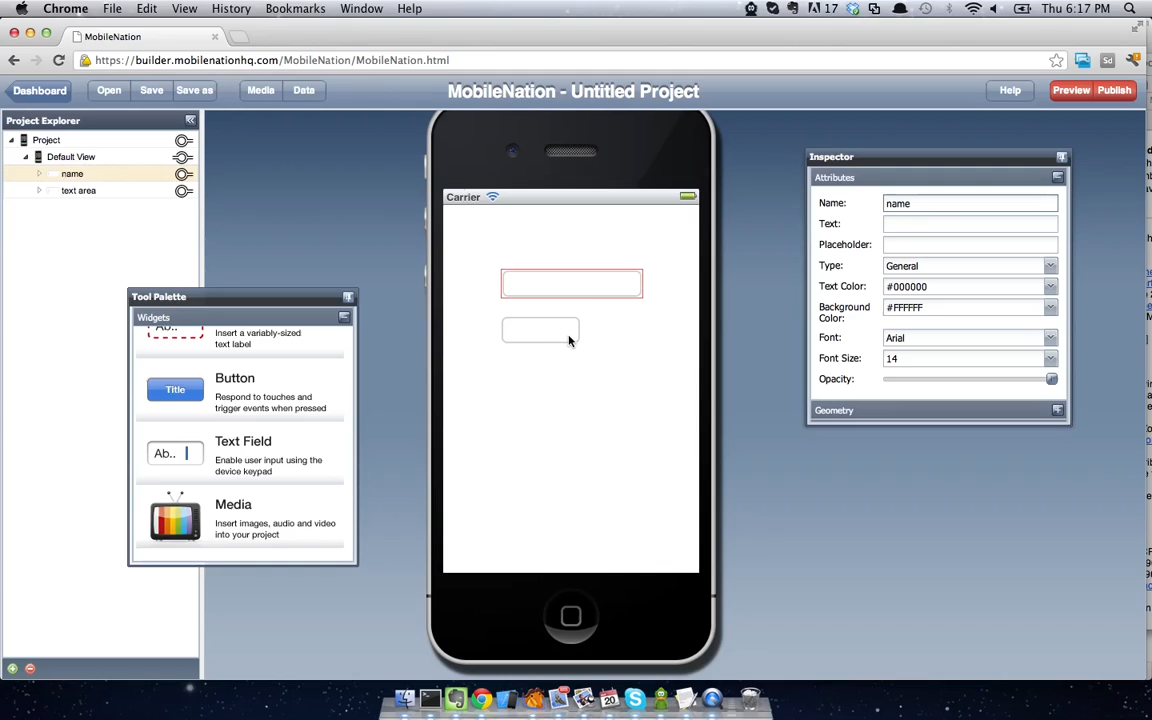 Chrome File Edit View History Bookmarks Window Help 17 Thu 6:17 PM
MobileNation
https://builder.mobilenationhq.com/MobileNation/MobileNation.html
Sd
Dashboard Open Save Save as Media Data MobileNation - Untitled Project Help Preview Publish
Project Explorer
Project
Default View
name
text area
Tool Palette
Widgets
Ab..
Insert a variably-sized
text label
Title
Button
Respond to touches and
trigger events when pressed
Ab..
Text Field
Enable user input using the
device keypad
Media
Insert images, audio and video
into your project
Carrier
Inspector
Attributes
Name: name
Text:
Placeholder:
Type: General
Text Color: #000000
Background
Color: #FFFFFF
Font: Arial
Font Size: 14
Opacity:
Geometry
20